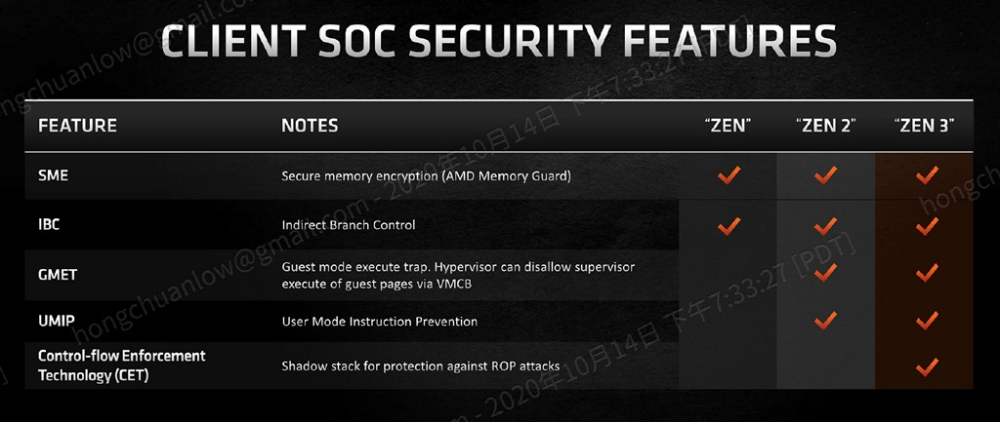 CLIENT SOC SECURITY FEATURES
FEATURE NOTES “ZEN” “ZEN 2” “ZEN 3”
SME Secure memory encryption (AMD Memory Guard)
IBC Indirect Branch Control
GMET Guest mode execute trap. Hypervisor can disallow supervisor
execute of guest pages via VMCB
UMIP User Mode Instruction Prevention
Control-flow Enforcement
Technology (CET) Shadow stack for protection against ROP attacks
hongchuanlow@gmail.com - 2020年10月14日 下午7:33:27 [PDT]